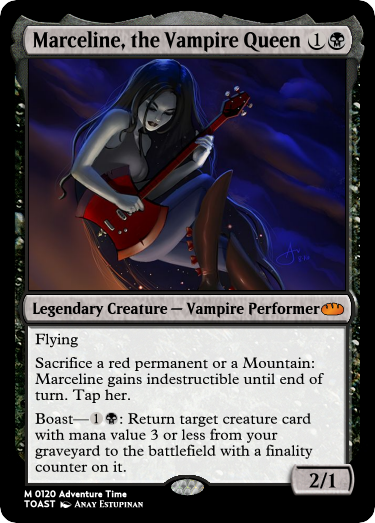 Marceline, the Vampire Queen 1
Legendary Creature — Vampire Performer
Flying
Sacrifice a red permanent or a Mountain:
Marceline gains indestructible until end of
turn. Tap her.
Boast—1: Return target creature card
with mana value 3 or less from your
graveyard to the battlefield with a finality
counter on it.
2/1
M 0120 Adventure Time
TOAST Anay Estupinan